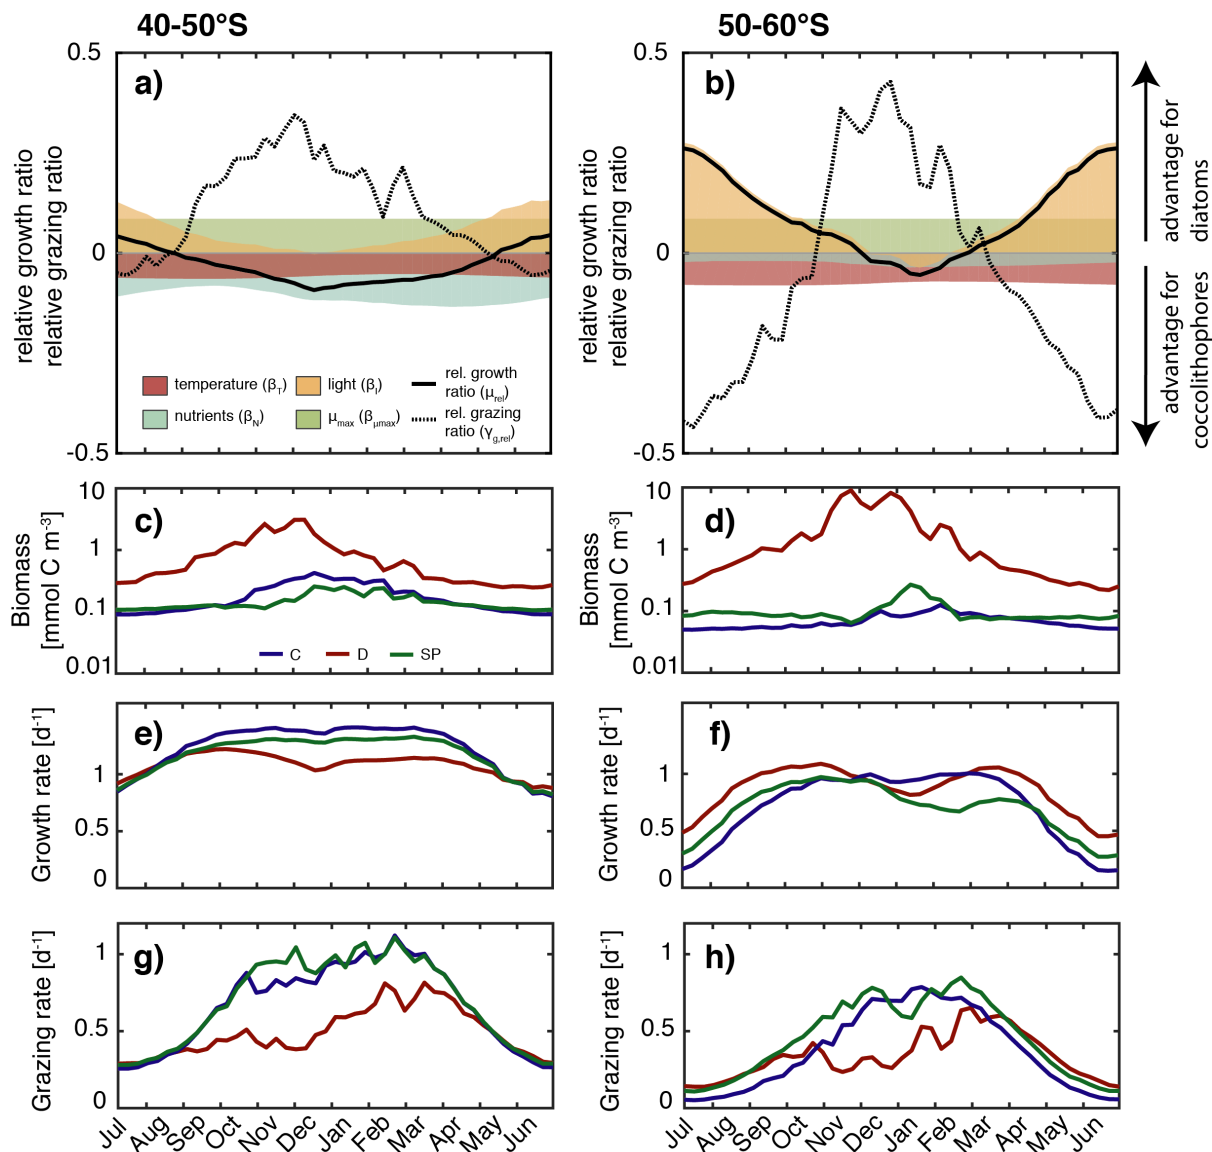 40-50°S
50-60°S
0.5
a)
0
-0.5
relative growth ratio
relative grazing ratio
temperature (βT)
light (βI)
rel. growth
ratio (μrel)
nutrients (βN)
μmax (βμmax)
rel. grazing
ratio (γg,rel)
0.5
b)
0
-0.5
relative growth ratio
relative grazing ratio
advantage for
diatoms
advantage for
coccolithophores
10
c)
1
0.1
0.01
Biomass
[mmol C m-3]
C
D
SP
10
d)
1
0.1
0.01
Biomass
[mmol C m-3]
e)
1
0.5
0
Growth rate [d-1]
f)
1
0.5
0
Growth rate [d-1]
g)
1
0.5
0
Grazing rate [d-1]
h)
1
0.5
0
Grazing rate [d-1]
Jul Aug Sep Oct Nov Dec Jan Feb Mar Apr May Jun
Jul Aug Sep Oct Nov Dec Jan Feb Mar Apr May Jun